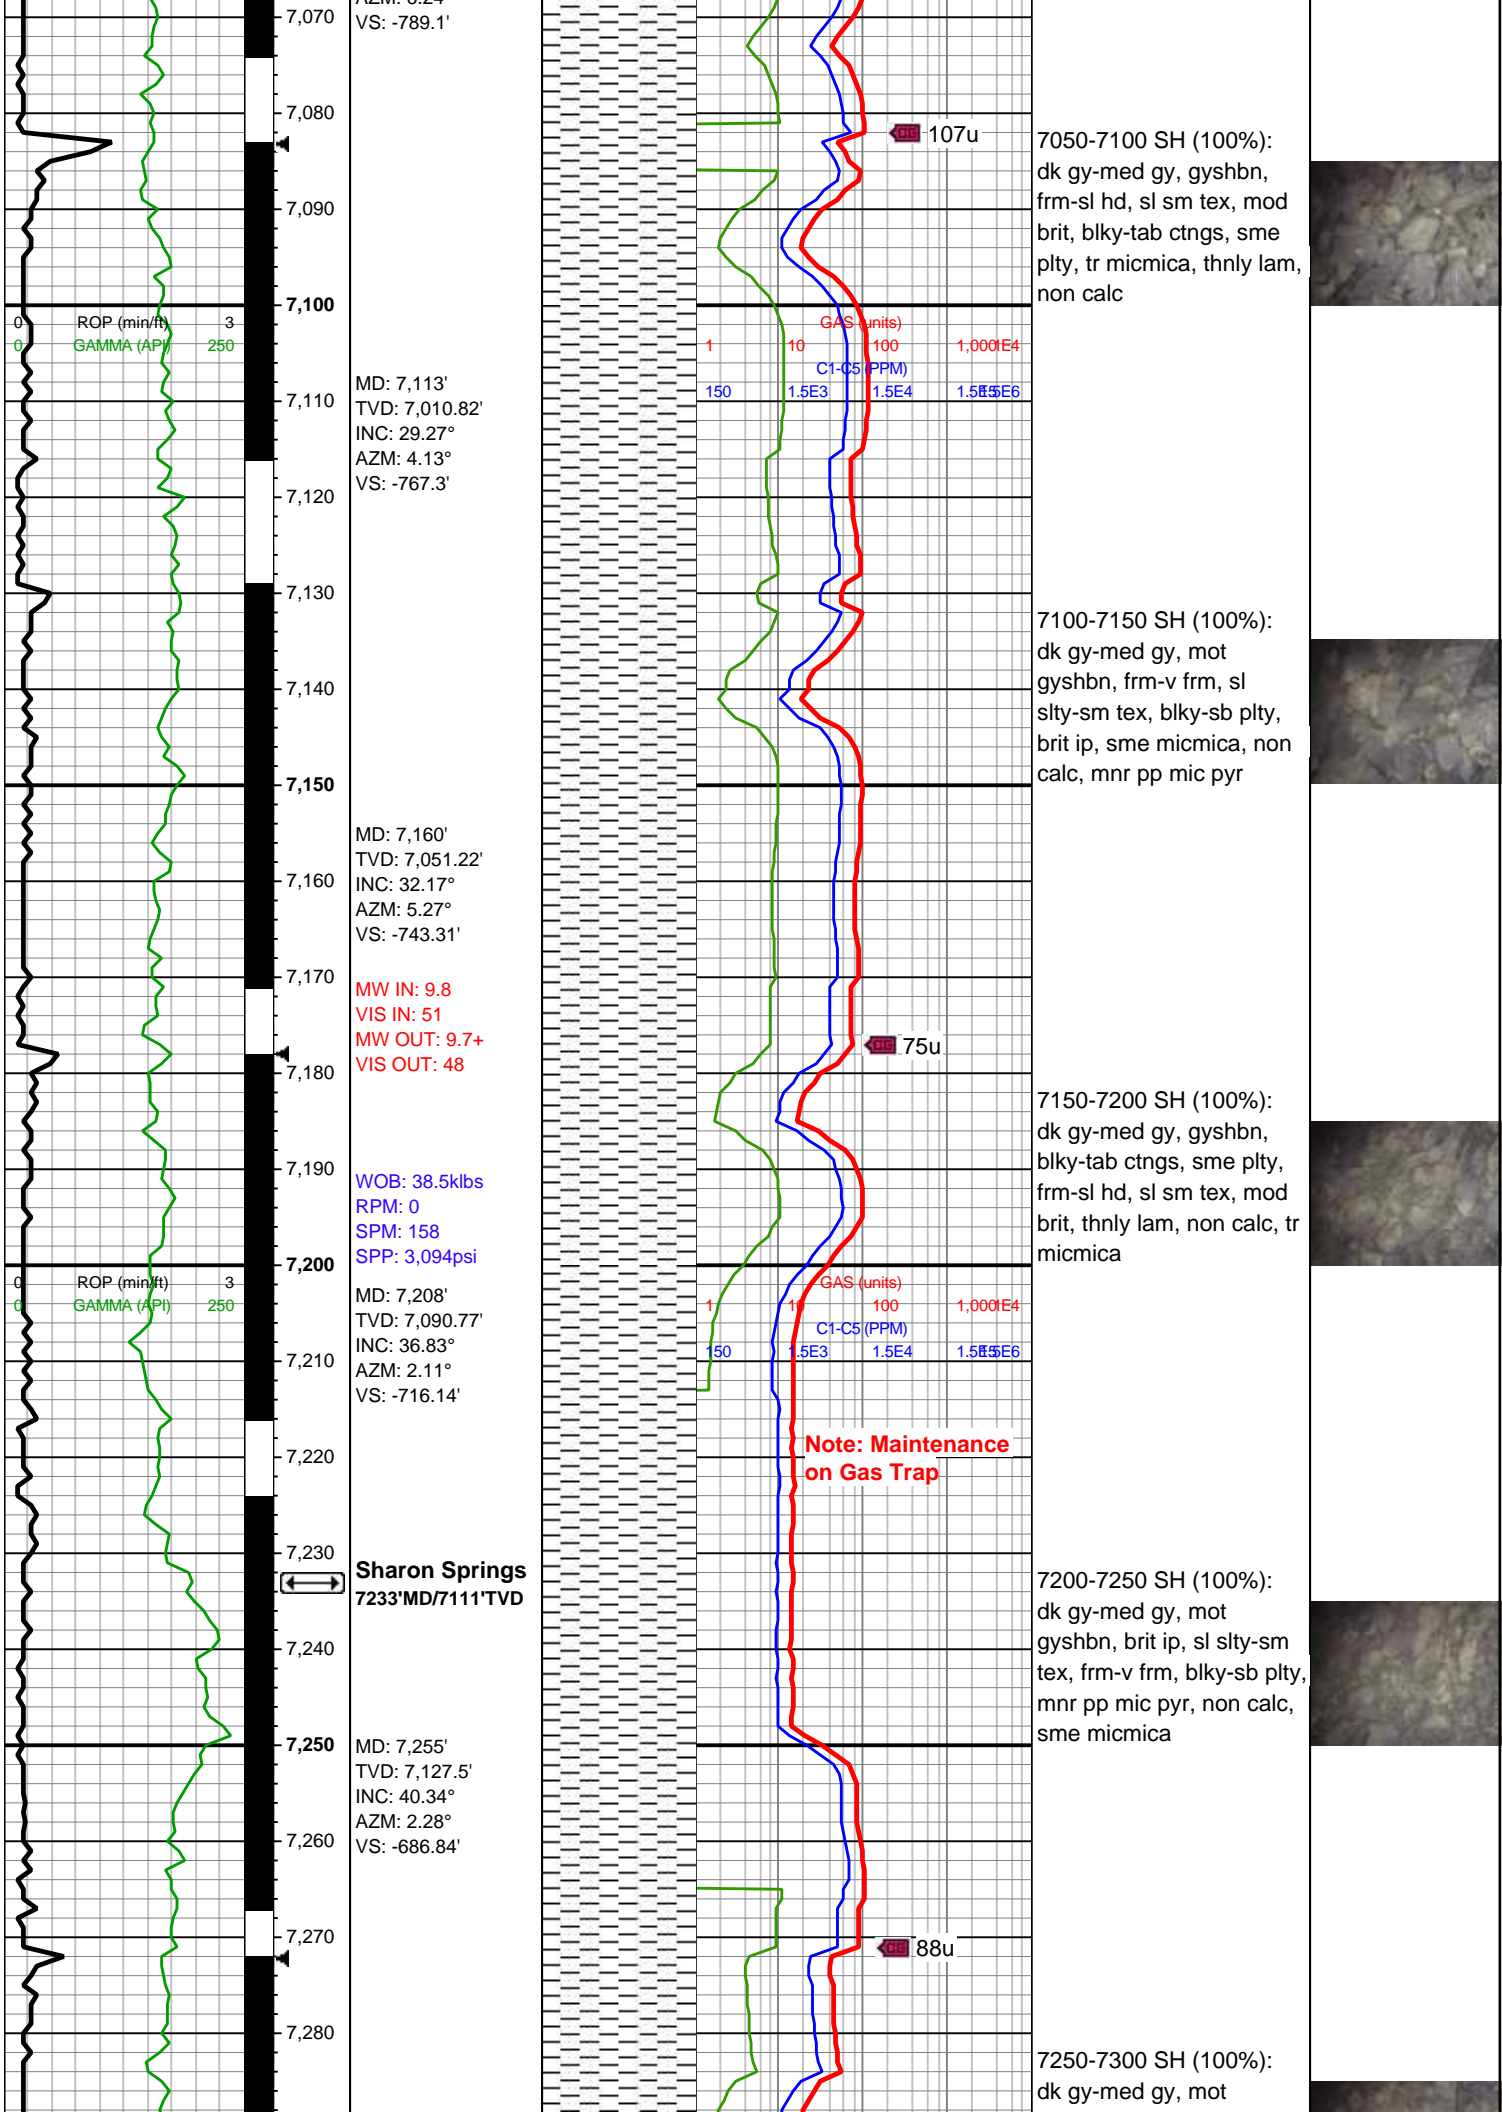 7,070
VS: -789.1'
7,080
CG 107u
7050-7100 SH (100%):
dk gy-med gy, gyshbn,
frm-sl hd, sl sm tex, mod
brit, blky-tab ctngs, sme
plty, tr micmica, thnly lam,
non calc
7,090
7,100
0 ROP (min/ft) 3
0 GAMMA (API) 250
GAS (units)
1 10 100 1,000 1E4
C1-C5 (PPM)
150 1.5E3 1.5E4 1.5E5 1.5E6
MD: 7,113'
TVD: 7,010.82'
INC: 29.27°
AZM: 4.13°
VS: -767.3'
7,110
7,120
7,130
7100-7150 SH (100%):
dk gy-med gy, mot
gyshbn, frm-v frm, sl
slty-sm tex, blky-sb plty,
brit ip, sme micmica, non
calc, mnr pp mic pyr
7,140
7,150
MD: 7,160'
TVD: 7,051.22'
INC: 32.17°
AZM: 5.27°
VS: -743.31'
7,160
7,170
MW IN: 9.8
VIS IN: 51
MW OUT: 9.7+
VIS OUT: 48
CG 75u
7,180
7150-7200 SH (100%):
dk gy-med gy, gyshbn,
blky-tab ctngs, sme plty,
frm-sl hd, sl sm tex, mod
brit, thnly lam, non calc, tr
micmica
7,190
WOB: 38.5klbs
RPM: 0
SPM: 158
SPP: 3,094psi
7,200
0 ROP (min/ft) 3
0 GAMMA (API) 250
GAS (units)
1 10 100 1,000 1E4
C1-C5 (PPM)
150 1.5E3 1.5E4 1.5E5 1.5E6
MD: 7,208'
TVD: 7,090.77'
INC: 36.83°
AZM: 2.11°
VS: -716.14'
7,210
7,220
Note: Maintenance
on Gas Trap
7,230
Sharon Springs
7233'MD/7111'TVD
7200-7250 SH (100%):
dk gy-med gy, mot
gyshbn, brit ip, sl slty-sm
tex, frm-v frm, blky-sb plty,
mnr pp mic pyr, non calc,
sme micmica
7,240
7,250
MD: 7,255'
TVD: 7,127.5'
INC: 40.34°
AZM: 2.28°
VS: -686.84'
7,260
7,270
CG 88u
7,280
7250-7300 SH (100%):
dk gy-med gy, mot